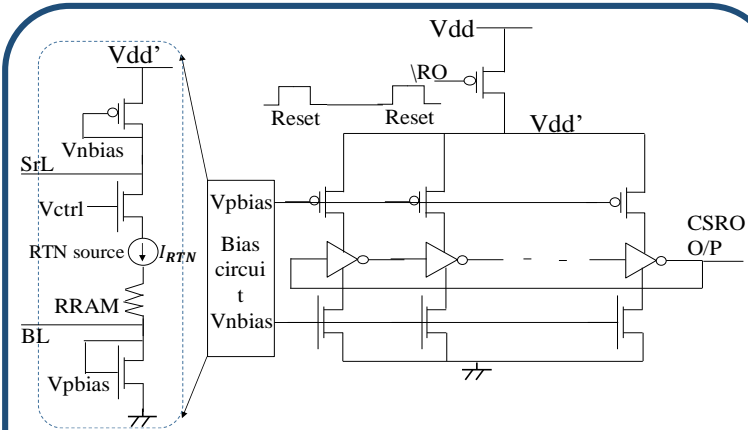 Vdd'
Vnbias
SrL
Vctrl
RTN source
I_RTN
RRAM
BL
Vpbias
Vdd
\RO
Reset
Reset
Vdd'
Vpbias
Bias
circui
t
Vnbias
CSRO
O/P